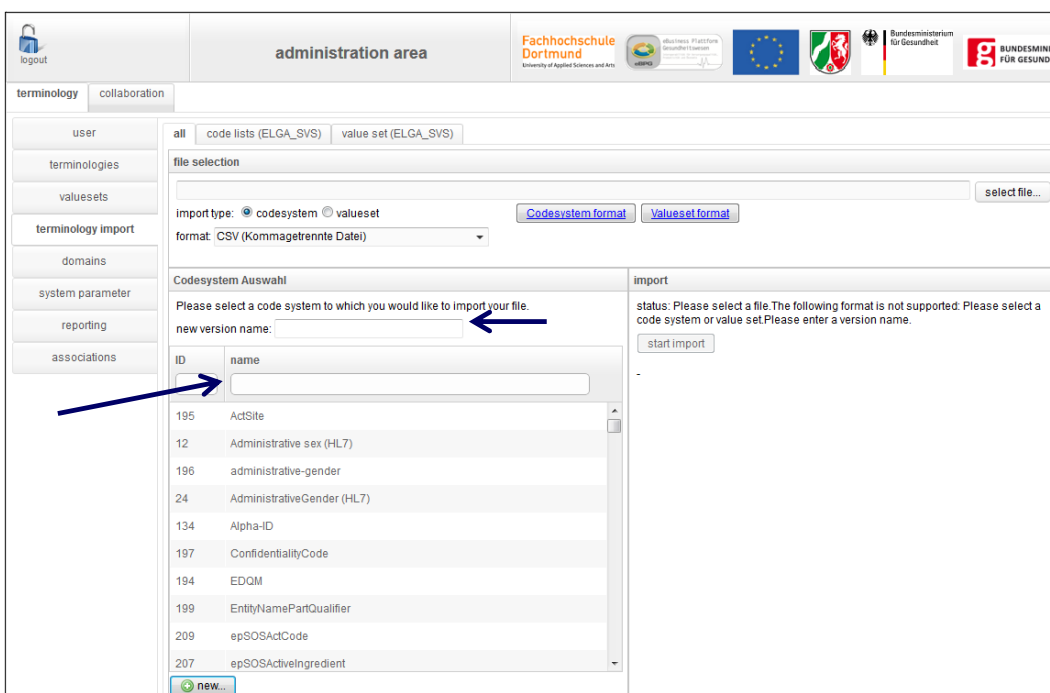 logout
administration area
Fachhochschule
Dortmund
University of Applied Sciences and Arts
eBPG
eBusiness Plattform
Gesundheitswesen
Bundesministerium
für Gesundheit
BUNDESMINI
FÜR GESUND
terminology collaboration
user
terminologies
valuesets
terminology import
domains
system parameter
reporting
associations
all code lists (ELGA_SVS) value set (ELGA_SVS)
file selection
select file...
import type: codesystem valueset Codesystem format Valueset format
format: CSV (Kommagetrennte Datei)
Codesystem Auswahl
Please select a code system to which you would like to import your file.
new version name:
ID name
195 ActSite
12 Administrative sex (HL7)
196 administrative-gender
24 AdministrativeGender (HL7)
134 Alpha-ID
197 ConfidentialityCode
194 EDQM
199 EntityNamePartQualifier
209 epSOSActCode
207 epSOSActiveIngredient
new...
import
status: Please select a file.The following format is not supported: Please select a
code system or value set.Please enter a version name.
start import
-